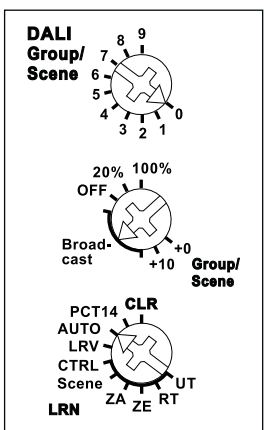 DALI
Group/
Scene
9
8
7
6
5
4
3
2
1
0
20% 100%
OFF
Broad-
cast
+0
+10
Group/
Scene
CLR
PCT14
AUTO
LRV
CTRL
Scene
ZA
ZE
RT
UT
LRN